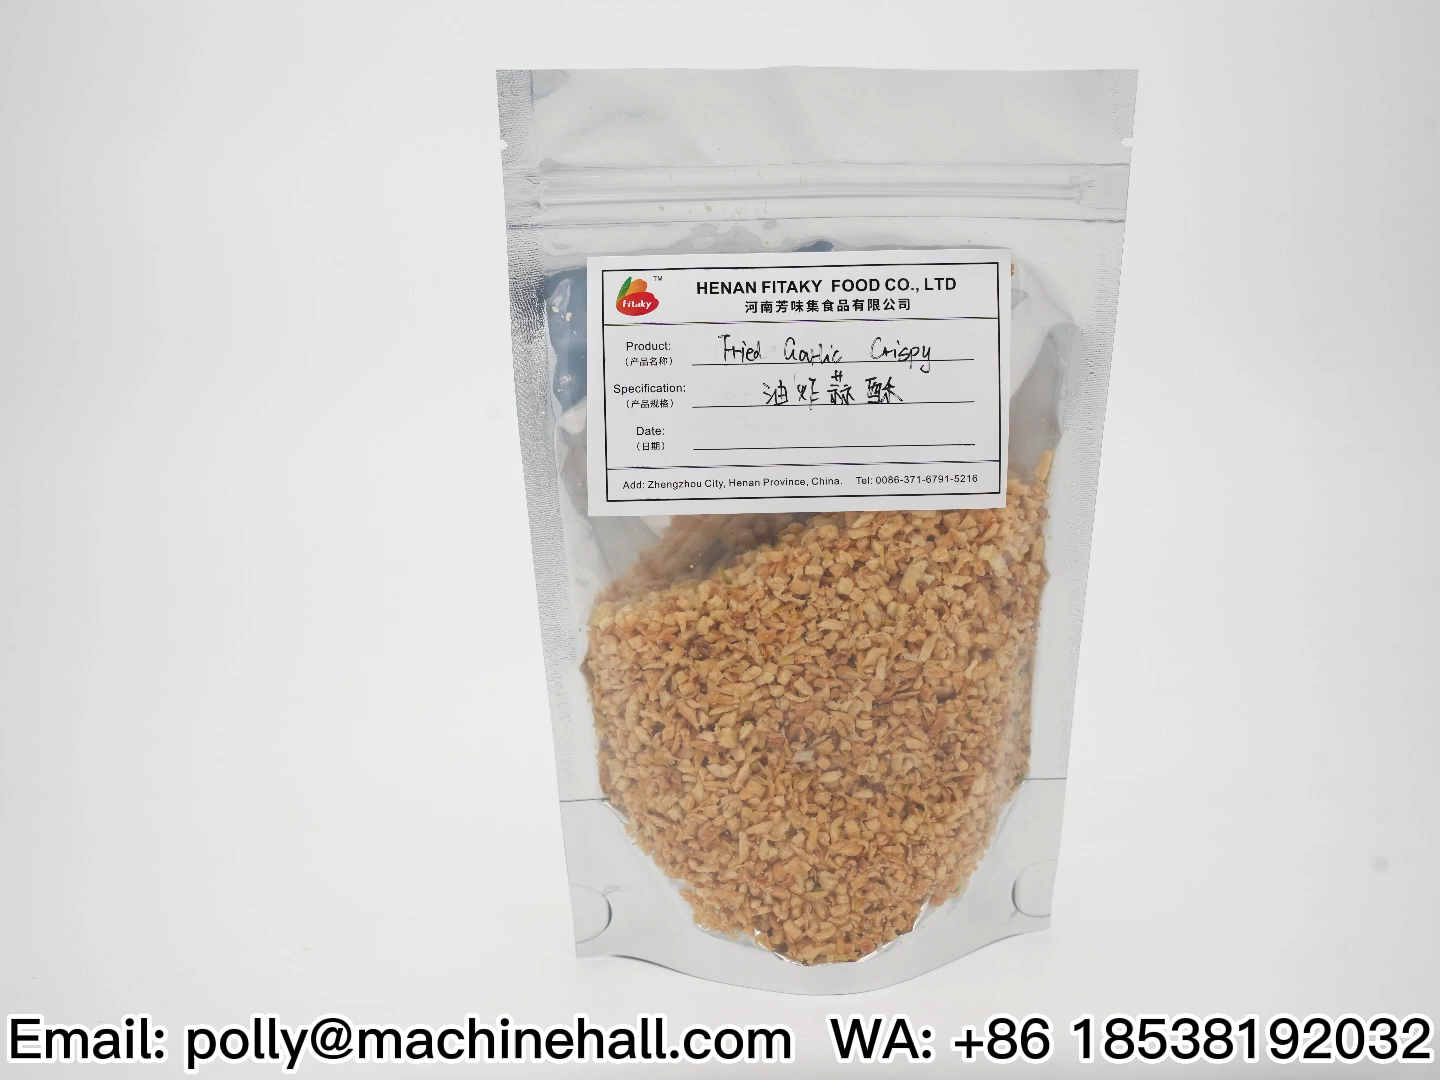 Fitaky TM
HENAN FITAKY FOOD CO., LTD
河南芳味集食品有限公司
Product: Fried Garlic Crispy
（产品名称）
Specification: 油炸蒜酥
（产品规格）
Date:
（日期）
Add: Zhengzhou City, Henan Province, China. Tel: 0086-371-6791-5216
Email: polly@machinehall.com WA: +86 18538192032